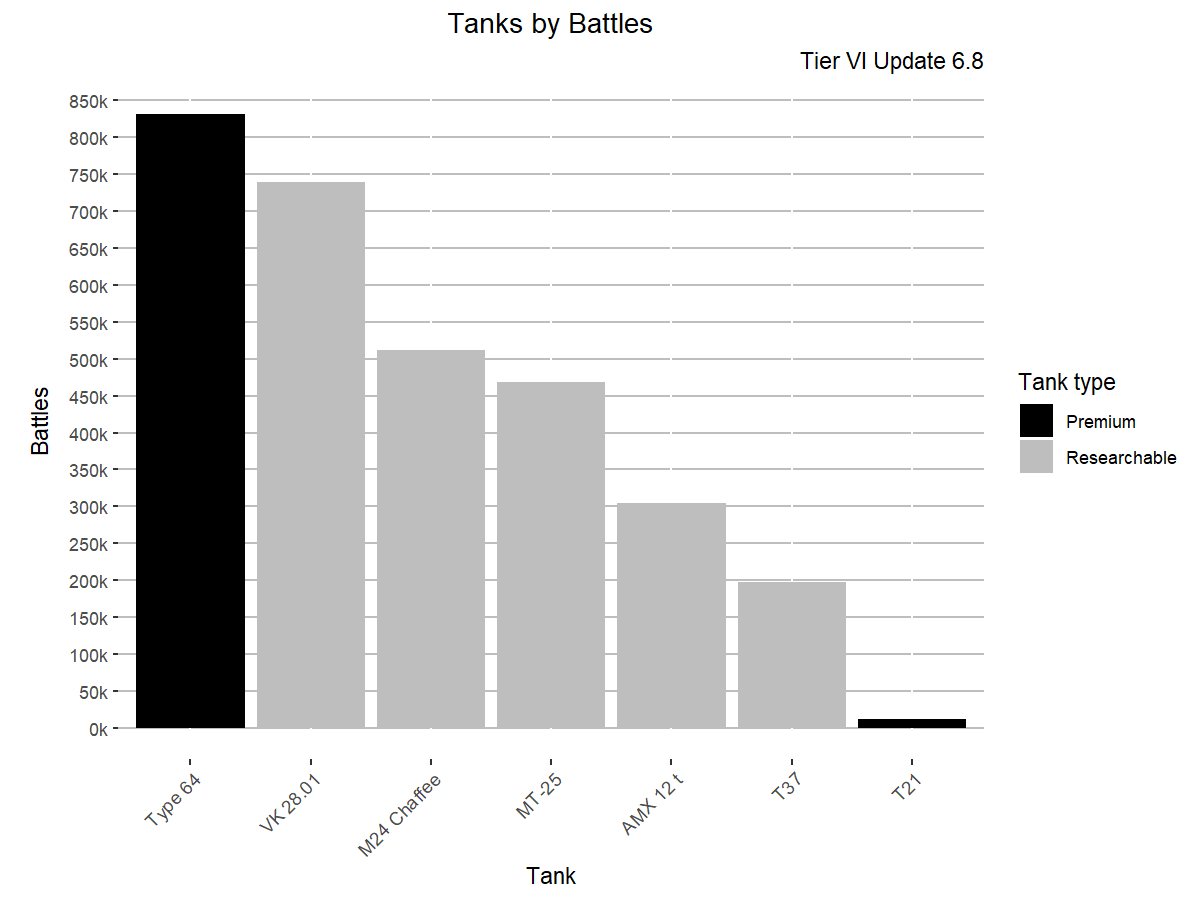 Tanks by Battles
Tier VI Update 6.8
850k
800k
750k
700k
650k
600k
550k
500k
450k
400k
350k
300k
250k
200k
150k
100k
50k
0k
Battles
Type 64
VK 28.01
M24 Chaffee
MT-25
AMX 12 t
T37
T21
Tank
Tank type
Premium
Researchable